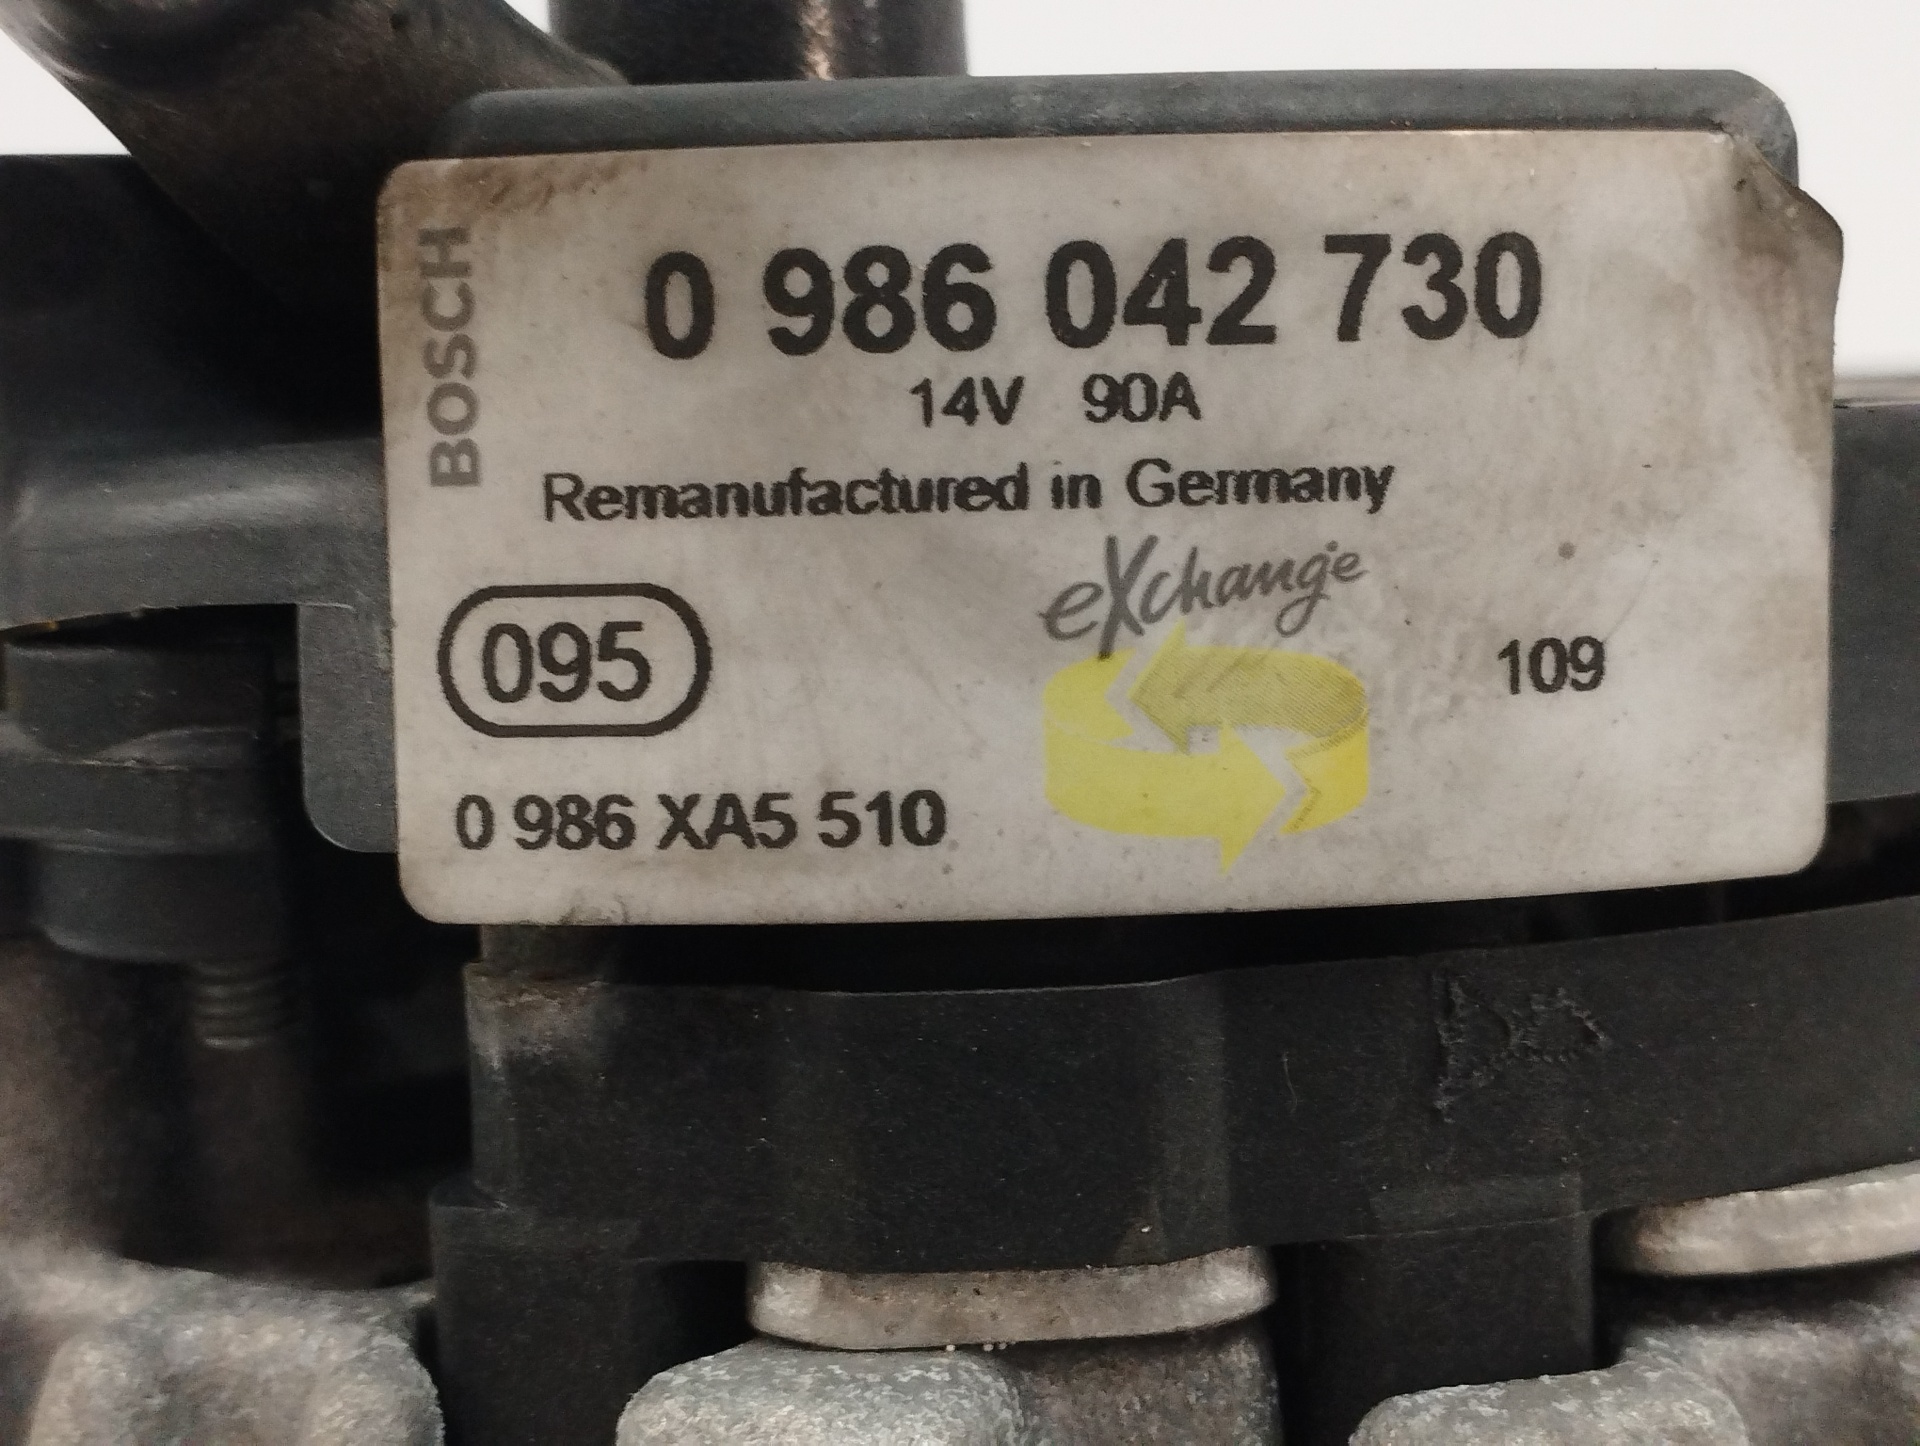 BOSCH
0 986 042 730
14V 90A
Remanufactured in Germany
eXchange
095
109
0 986 XA5 510